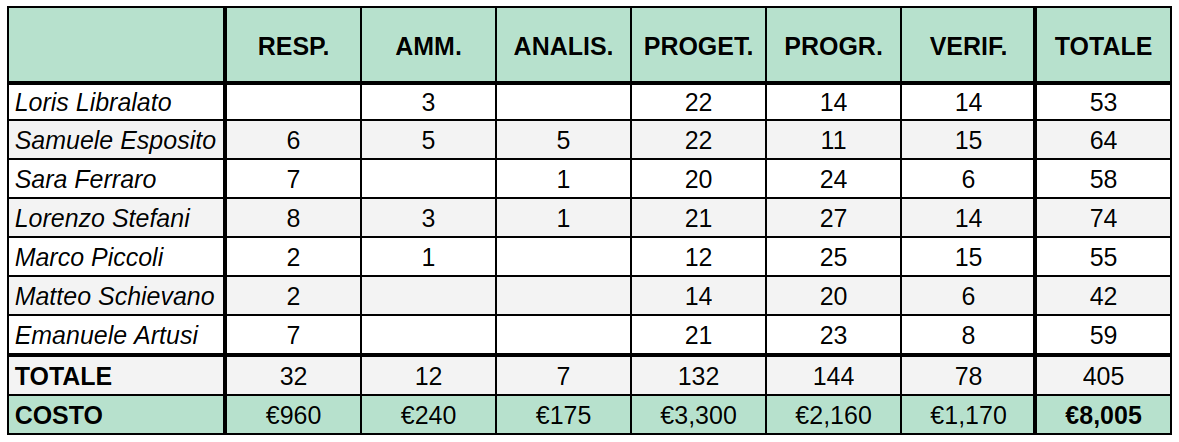 RESP. AMM. ANALIS. PROGET. PROGR. VERIF. TOTALE
Loris Libralato 3 22 14 14 53
Samuele Esposito 6 5 5 22 11 15 64
Sara Ferraro 7 1 20 24 6 58
Lorenzo Stefani 8 3 1 21 27 14 74
Marco Piccoli 2 1 12 25 15 55
Matteo Schievano 2 14 20 6 42
Emanuele Artusi 7 21 23 8 59
TOTALE 32 12 7 132 144 78 405
COSTO €960 €240 €175 €3,300 €2,160 €1,170 €8,005